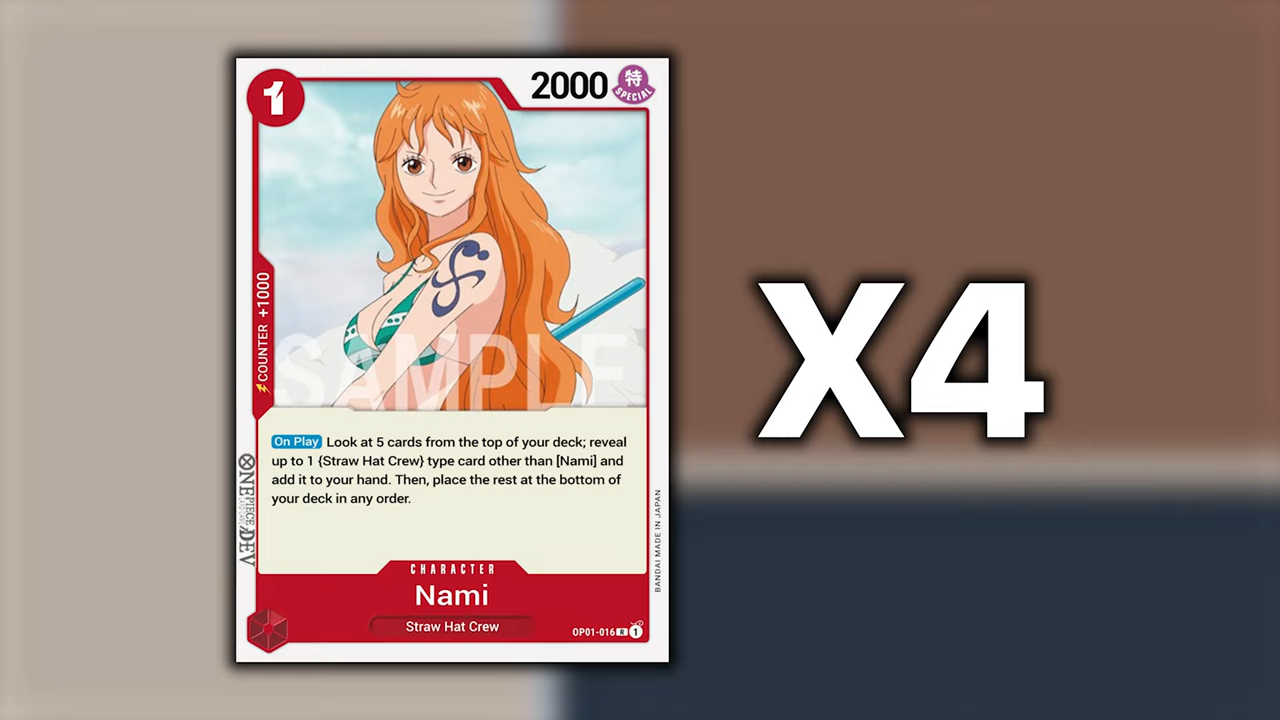 1
2000
特
SPECIAL
COUNTER +1000
SAMPLE
On Play Look at 5 cards from the top of your deck; reveal
up to 1 {Straw Hat Crew} type card other than [Nami] and
add it to your hand. Then, place the rest at the bottom of
your deck in any order.
ONE PIECE
DEV
BANDAI MADE IN JAPAN
CHARACTER
Nami
Straw Hat Crew
OP01-016 R 1
X4